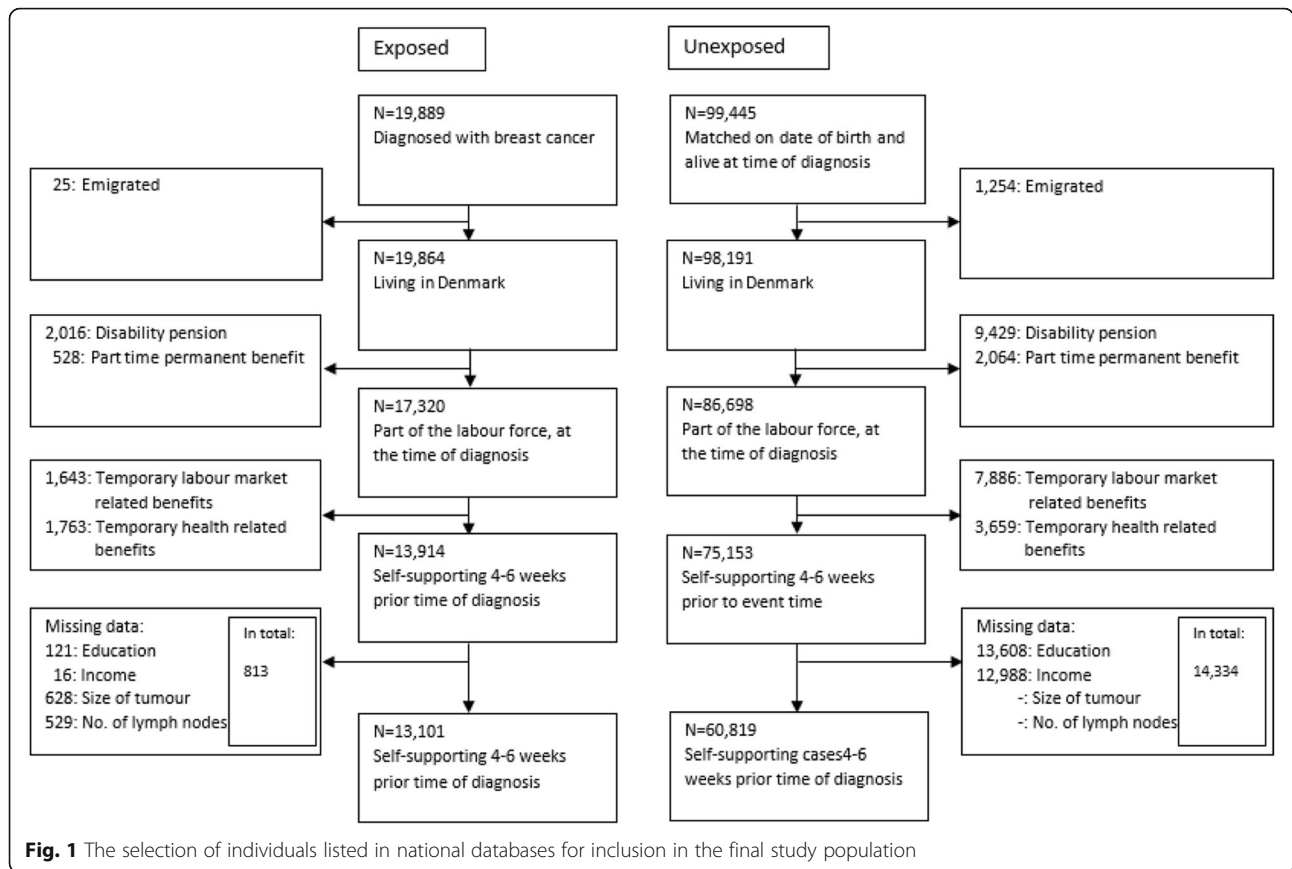 Exposed
Unexposed
N=19,889
Diagnosed with breast cancer
N=99,445
Matched on date of birth and
alive at time of diagnosis
25: Emigrated
1,254: Emigrated
N=19,864
Living in Denmark
N=98,191
Living in Denmark
2,016: Disability pension
528: Part time permanent benefit
9,429: Disability pension
2,064: Part time permanent benefit
N=17,320
Part of the labour force, at
the time of diagnosis
N=86,698
Part of the labour force, at
the time of diagnosis
1,643: Temporary labour market
related benefits
1,763: Temporary health related
benefits
7,886: Temporary labour market
related benefits
3,659: Temporary health related
benefits
N=13,914
Self-supporting 4-6 weeks
prior time of diagnosis
N=75,153
Self-supporting 4-6 weeks
prior to event time
Missing data:
121: Education
16: Income
628: Size of tumour
529: No. of lymph nodes
In total:
813
Missing data:
13,608: Education
12,988: Income
-: Size of tumour
-: No. of lymph nodes
In total:
14,334
N=13,101
Self-supporting 4-6 weeks
prior time of diagnosis
N=60,819
Self-supporting cases4-6
weeks prior time of diagnosis
Fig. 1 The selection of individuals listed in national databases for inclusion in the final study population